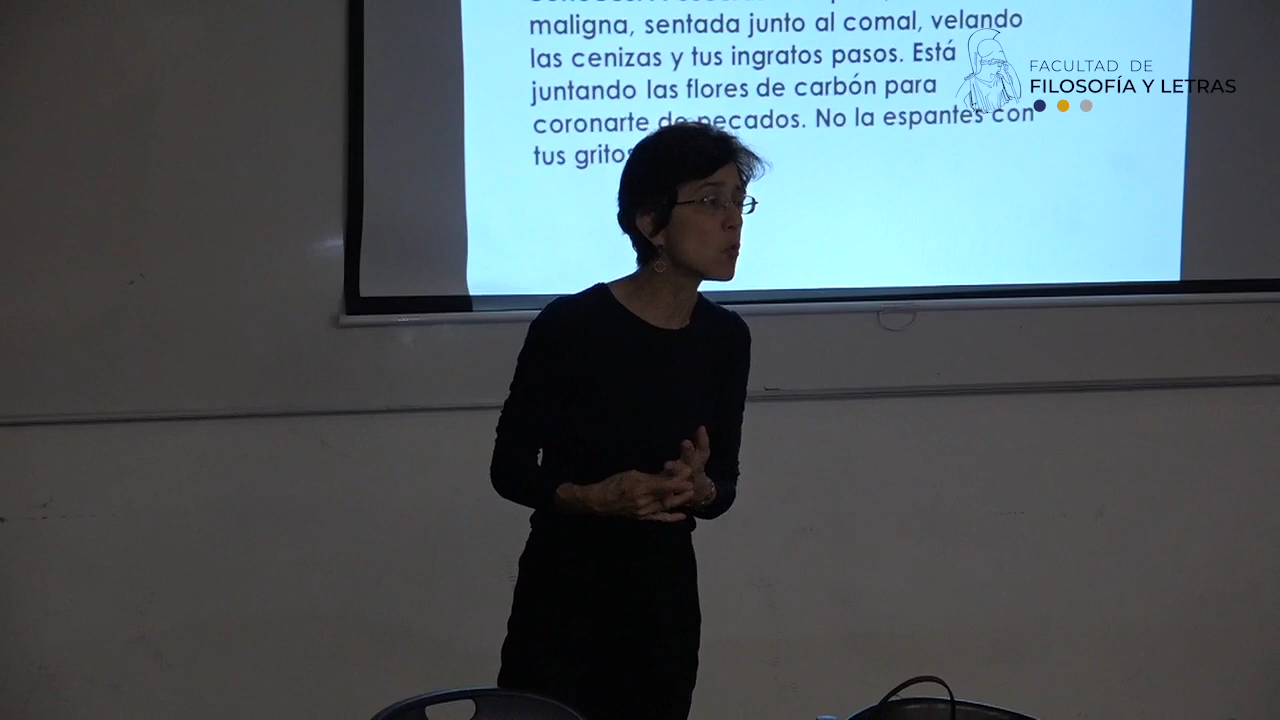 maligna, sentada junto al comal, velando
las cenizas y tus ingratos pasos. Está
juntando las flores de carbón para
coronarte de pecados. No la espantes con
tus gritos
FACULTAD DE
FILOSOFÍA Y LETRAS